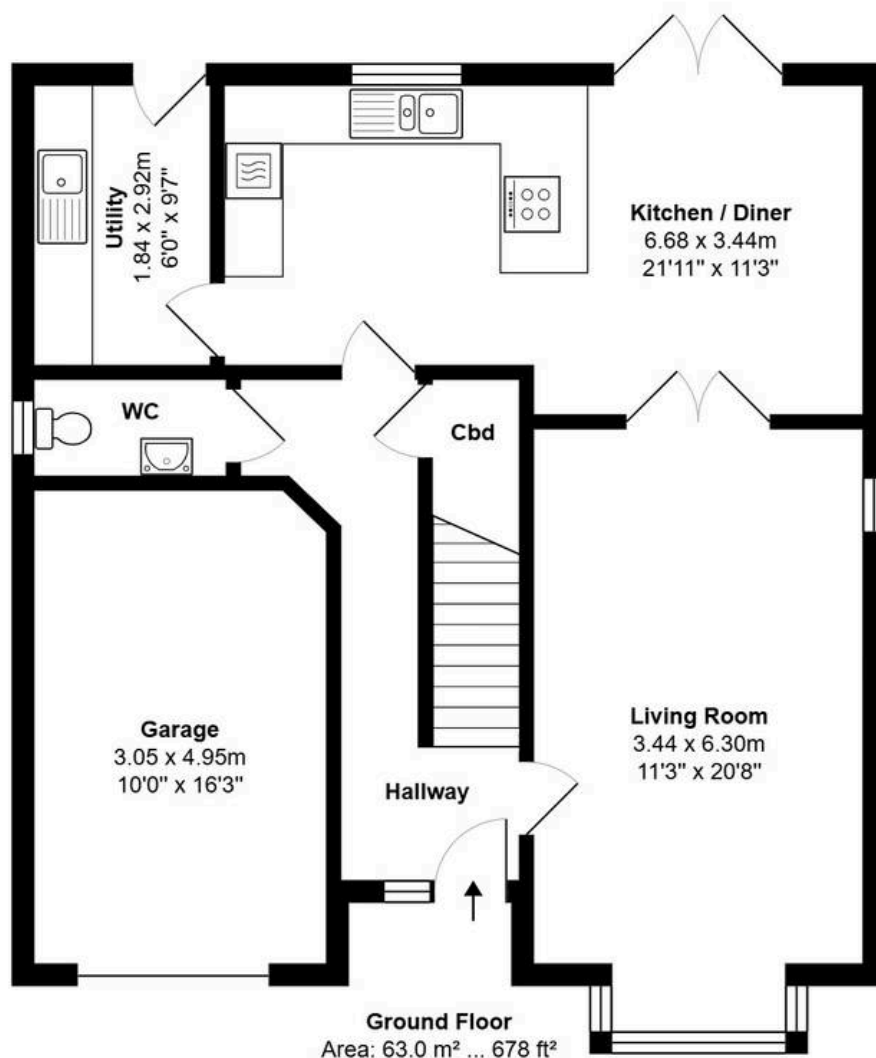 Utility
1.84 x 2.92m
6'0" x 9'7"
Kitchen / Diner
6.68 x 3.44m
21'11" x 11'3"
WC
Cbd
Garage
3.05 x 4.95m
10'0" x 16'3"
Living Room
3.44 x 6.30m
11'3" x 20'8"
Hallway
Ground Floor
Area: 63.0 m² ... 678 ft²